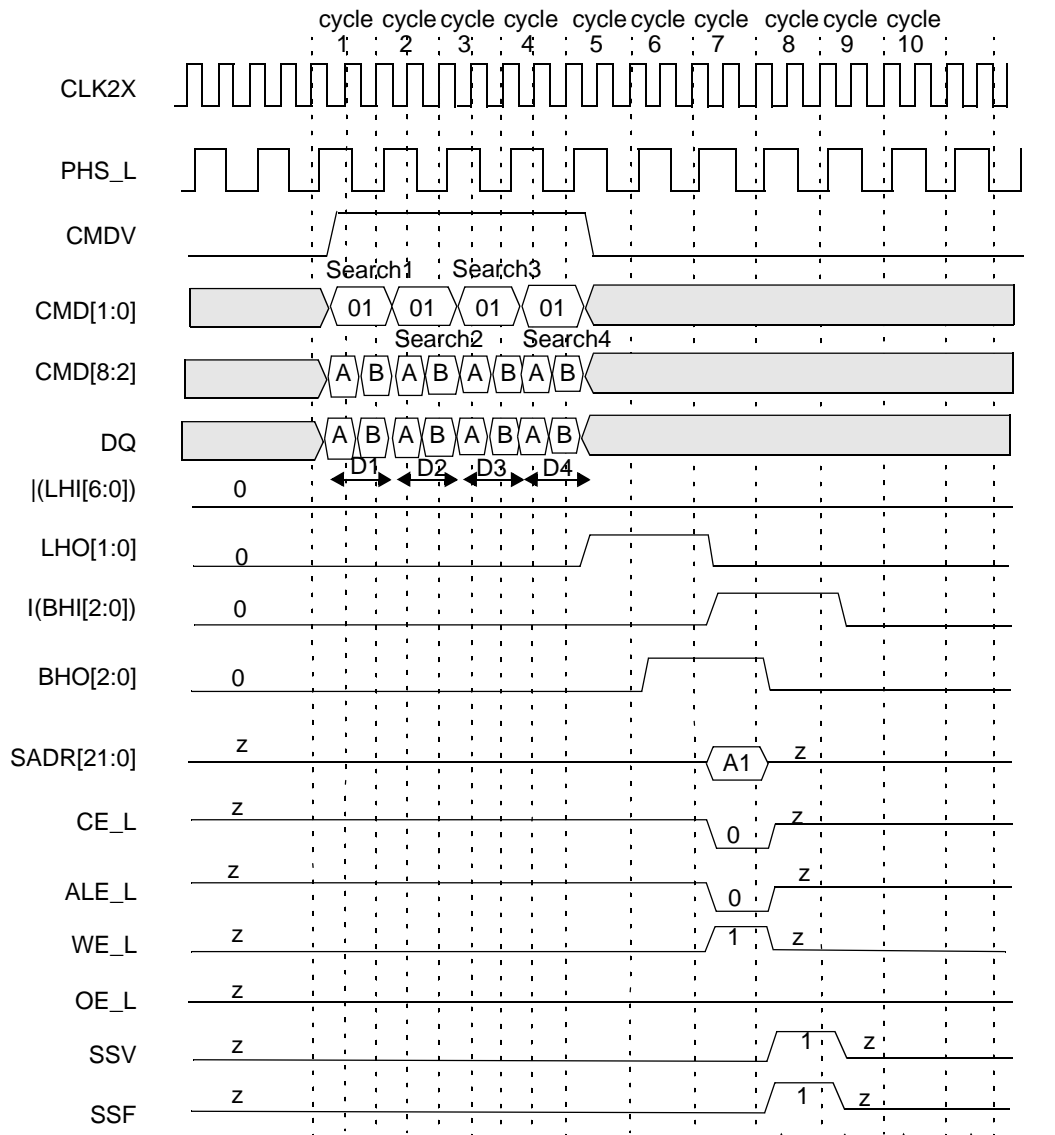 cycle cycle cycle cycle cycle cycle cycle cycle cycle cycle
1 2 3 4 5 6 7 8 9 10
CLK2X
PHS_L
CMDV
Search1 Search3
CMD[1:0] 01 01 01 01
Search2 Search4
CMD[8:2] A B A B A B A B
DQ A B A B A B A B
D1 D2 D3 D4
|(LHI[6:0]) 0
LHO[1:0] 0
I(BHI[2:0]) 0
BHO[2:0] 0
SADR[21:0] z A1 z
CE_L z 0 z
ALE_L z 0 z
WE_L z 1 z
OE_L z
SSV z 1 z
SSF z 1 z